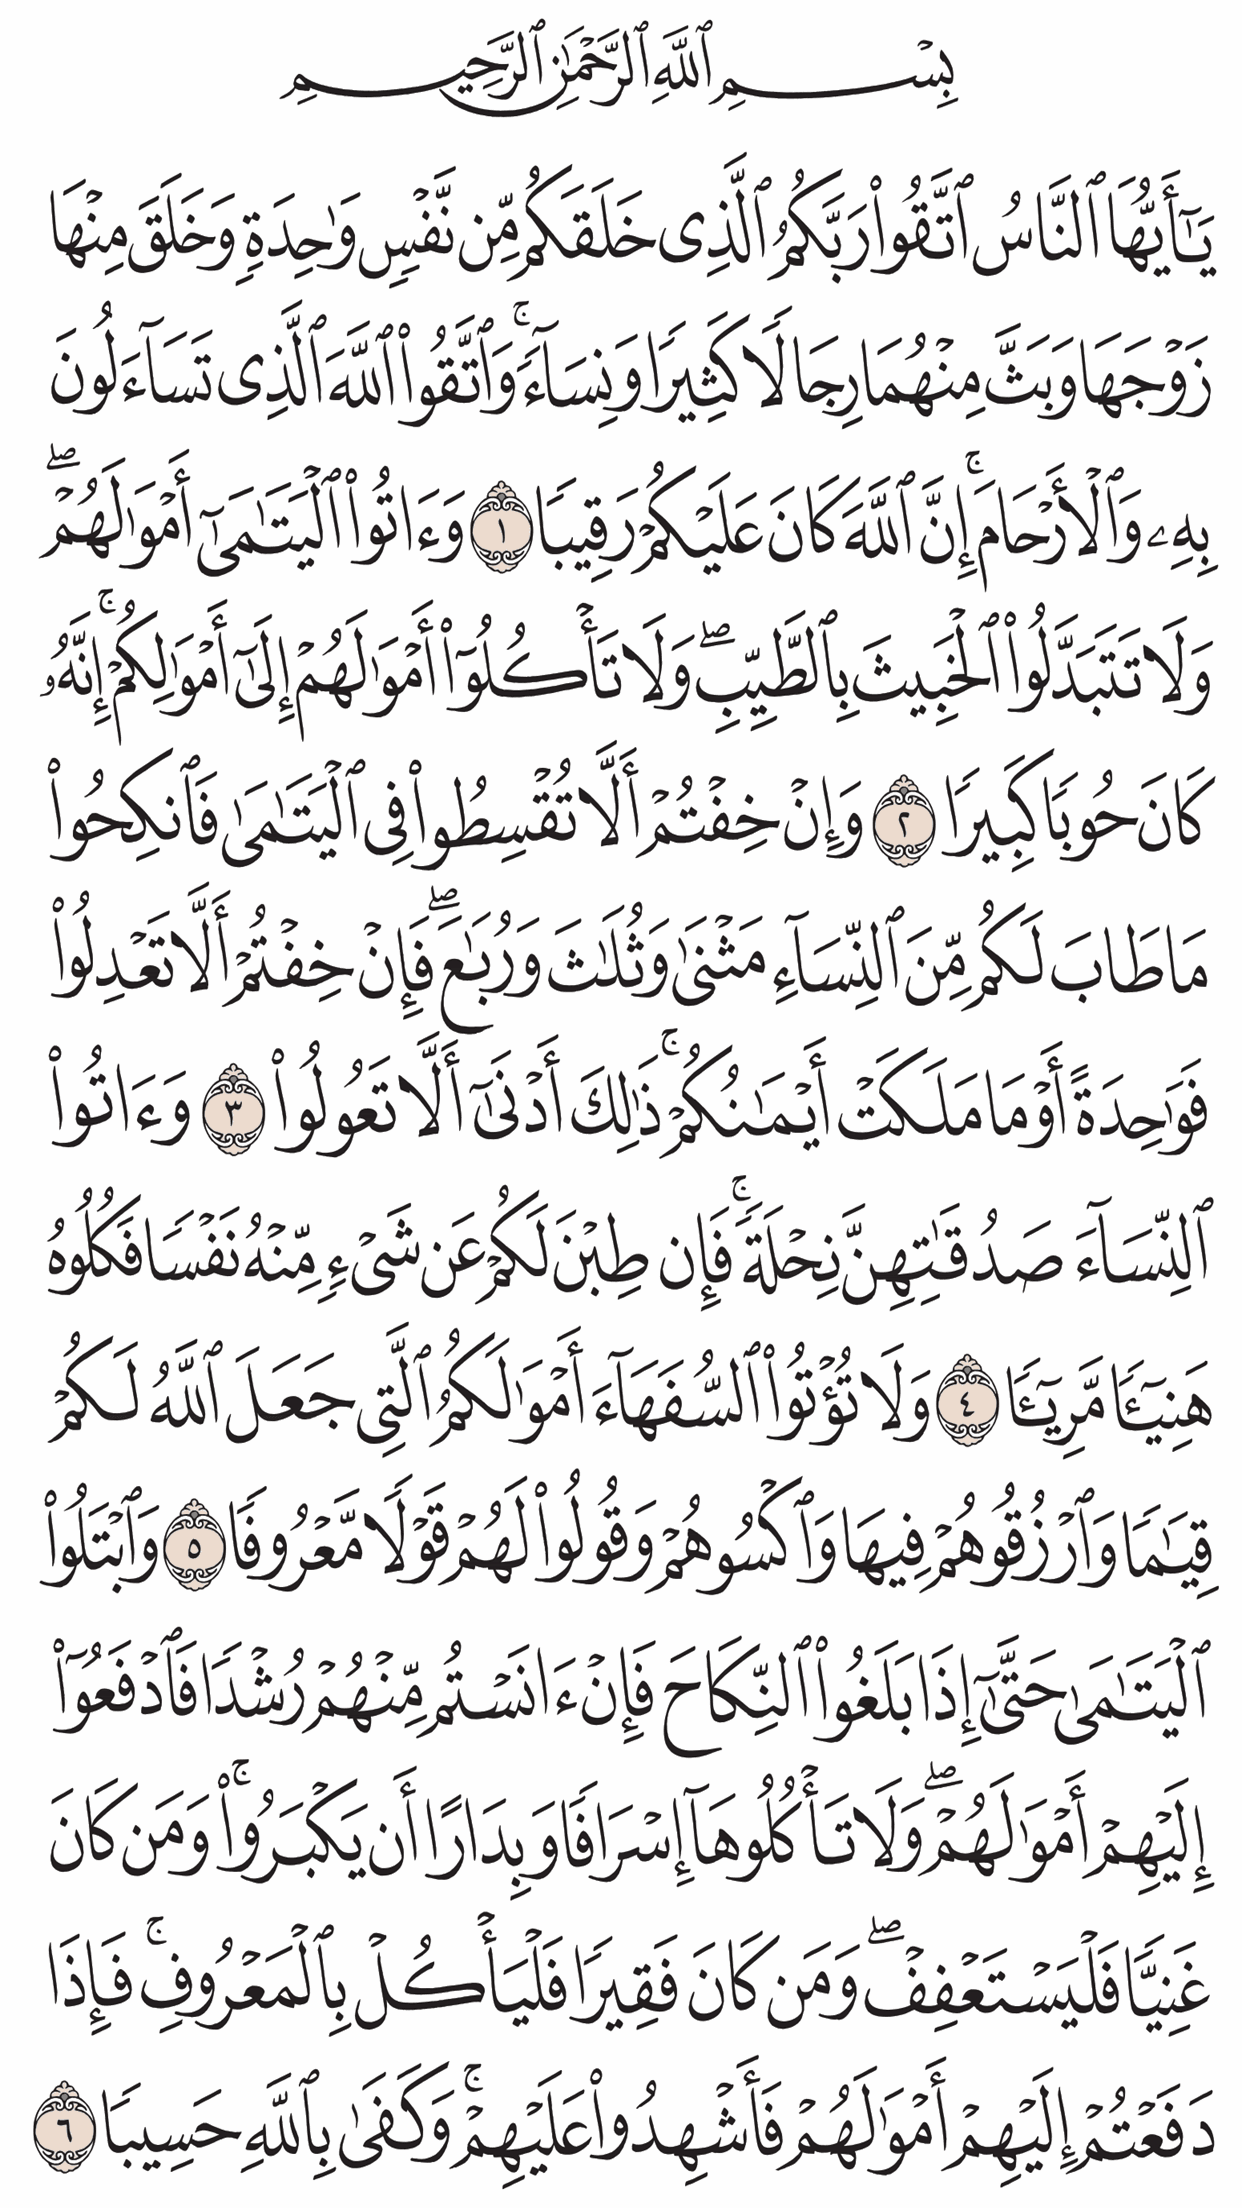 بِسْمِ ٱللَّهِ ٱلرَّحْمَٰنِ ٱلرَّحِيمِ
يَٰٓأَيُّهَا ٱلنَّاسُ ٱتَّقُوا۟ رَبَّكُمُ ٱلَّذِى خَلَقَكُم مِّن نَّفْسٍ وَٰحِدَةٍ وَخَلَقَ مِنْهَا
زَوْجَهَا وَبَثَّ مِنْهُمَا رِجَالًا كَثِيرًا وَنِسَآءً ۚ وَٱتَّقُوا۟ ٱللَّهَ ٱلَّذِى تَسَآءَلُونَ
بِهِۦ وَٱلْأَرْحَامَ ۚ إِنَّ ٱللَّهَ كَانَ عَلَيْكُمْ رَقِيبًا ١ وَءَاتُوا۟ ٱلْيَتَٰمَىٰٓ أَمْوَٰلَهُمْ ۖ
وَلَا تَتَبَدَّلُوا۟ ٱلْخَبِيثَ بِٱلطَّيِّبِ ۖ وَلَا تَأْكُلُوٓا۟ أَمْوَٰلَهُمْ إِلَىٰٓ أَمْوَٰلِكُمْ ۚ إِنَّهُۥ
كَانَ حُوبًا كَبِيرًا ٢ وَإِنْ خِفْتُمْ أَلَّا تُقْسِطُوا۟ فِى ٱلْيَتَٰمَىٰ فَٱنكِحُوا۟
مَا طَابَ لَكُم مِّنَ ٱلنِّسَآءِ مَثْنَىٰ وَثُلَٰثَ وَرُبَٰعَ ۖ فَإِنْ خِفْتُمْ أَلَّا تَعْدِلُوا۟
فَوَٰحِدَةً أَوْ مَا مَلَكَتْ أَيْمَٰنُكُمْ ۚ ذَٰلِكَ أَدْنَىٰٓ أَلَّا تَعُولُوا۟ ٣ وَءَاتُوا۟
ٱلنِّسَآءَ صَدُقَٰتِهِنَّ نِحْلَةً ۚ فَإِن طِبْنَ لَكُمْ عَن شَىْءٍ مِّنْهُ نَفْسًا فَكُلُوهُ
هَنِيٓـًٔا مَّرِيٓـًٔا ٤ وَلَا تُؤْتُوا۟ ٱلسُّفَهَآءَ أَمْوَٰلَكُمُ ٱلَّتِى جَعَلَ ٱللَّهُ لَكُمْ
قِيَٰمًا وَٱرْزُقُوهُمْ فِيهَا وَٱكْسُوهُمْ وَقُولُوا۟ لَهُمْ قَوْلًا مَّعْرُوفًا ٥ وَٱبْتَلُوا۟
ٱلْيَتَٰمَىٰ حَتَّىٰٓ إِذَا بَلَغُوا۟ ٱلنِّكَاحَ فَإِنْ ءَانَسْتُم مِّنْهُمْ رُشْدًا فَٱدْفَعُوٓا۟
إِلَيْهِمْ أَمْوَٰلَهُمْ ۖ وَلَا تَأْكُلُوهَآ إِسْرَافًا وَبِدَارًا أَن يَكْبَرُوا۟ ۚ وَمَن كَانَ
غَنِيًّا فَلْيَسْتَعْفِفْ ۖ وَمَن كَانَ فَقِيرًا فَلْيَأْكُلْ بِٱلْمَعْرُوفِ ۚ فَإِذَا
دَفَعْتُمْ إِلَيْهِمْ أَمْوَٰلَهُمْ فَأَشْهِدُوا۟ عَلَيْهِمْ ۚ وَكَفَىٰ بِٱللَّهِ حَسِيبًا ٦